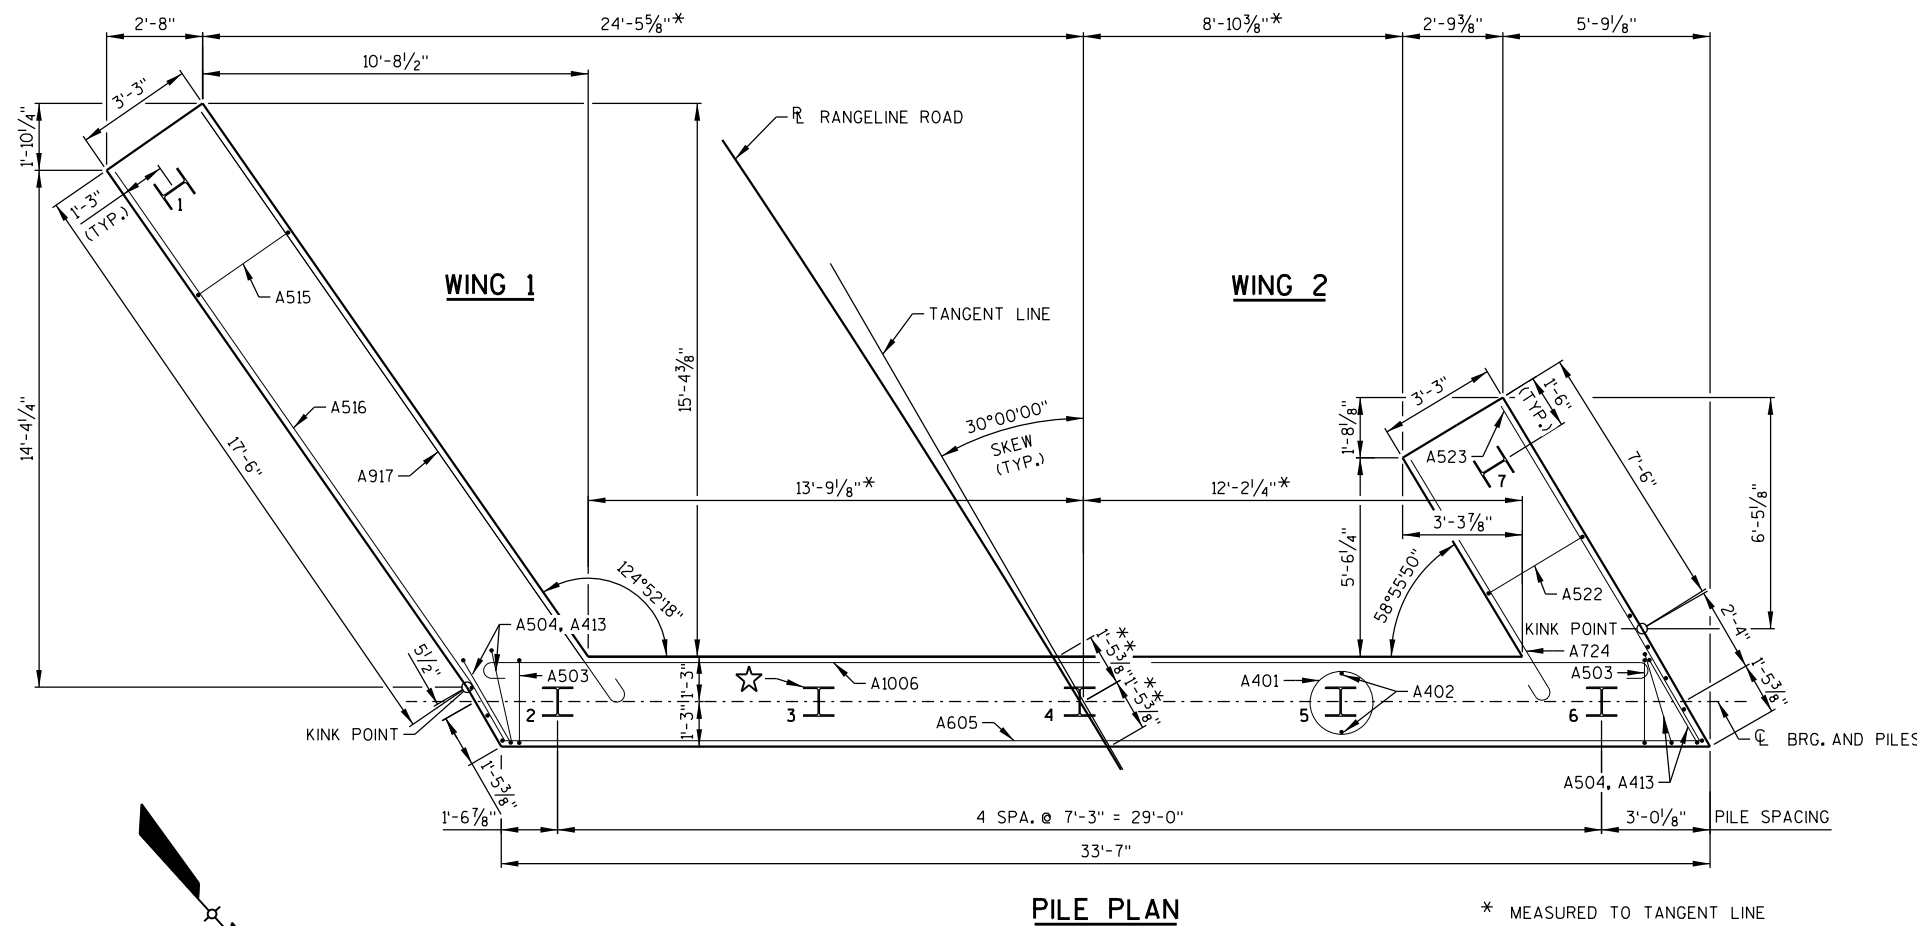 2'-8"
24'-5⅝"*
8'-10⅜"*
2'-9⅜"
5'-9⅛"
10'-8½"
3'-3"
1'-10¼"
℞ RANGELINE ROAD
1
1'-3"
(TYP.)
WING 1
WING 2
A515
TANGENT LINE
15'-4⅜"
14'-4¼"
A516
30°00'00"
SKEW
(TYP.)
3'-3"
1'-6"
(TYP.)
1'-8⅛"
A523
7
7'-6"
6'-5⅛"
17'-6"
A917
13'-9⅛"*
12'-2¼"*
3'-3⅞"
5'-6¼"
124°52'18"
58°55'50"
A522
2'-4"
A504, A413
KINK POINT
A724
5½"
A503
A1006
1'-3"
1'-3"
1'-5⅜"**
1'-5⅜"**
A401
A402
A503
1'-5⅜"
2
3
4
5
6
KINK POINT
A605
℄ BRG. AND PILES
1'-5⅜"
A504, A413
1'-6⅞"
4 SPA. @ 7'-3" = 29'-0"
3'-0⅛"
PILE SPACING
33'-7"
PILE PLAN
* MEASURED TO TANGENT LINE